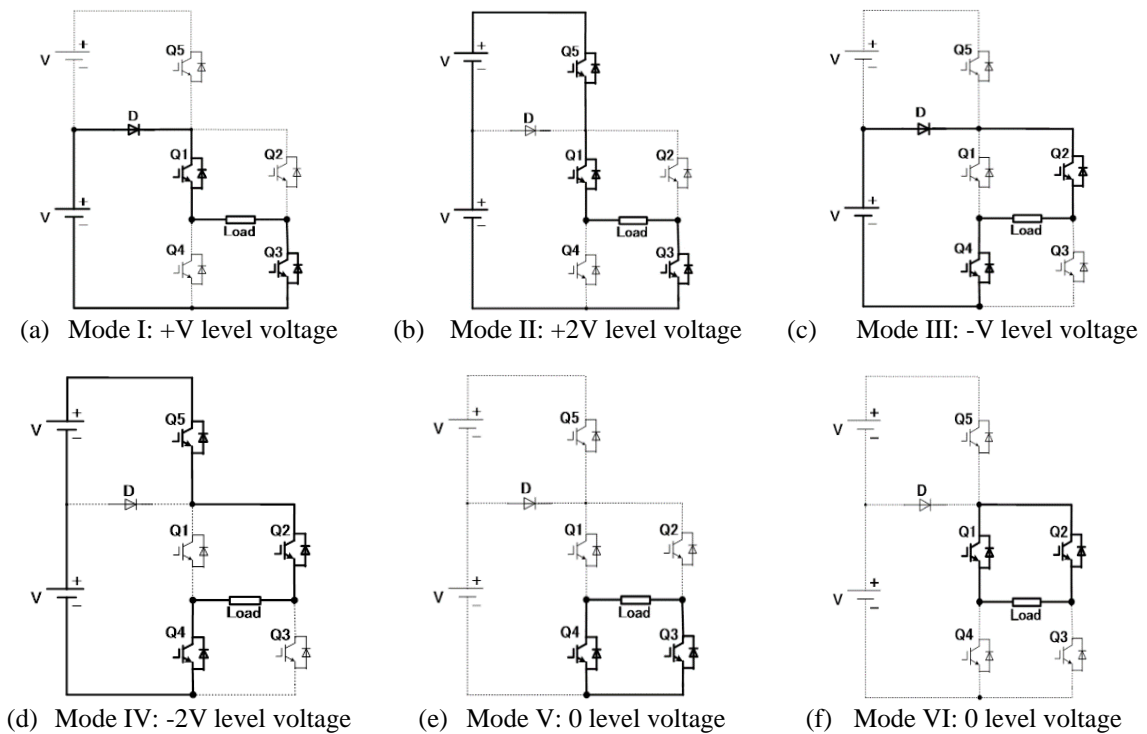 + V − Q5 D Q1 Q2 + V − Load Q4 Q3
(a) Mode I: +V level voltage
+ V − Q5 D Q1 Q2 + V − Load Q4 Q3
(b) Mode II: +2V level voltage
+ V − Q5 D Q1 Q2 + V − Load Q4 Q3
(c) Mode III: -V level voltage
+ V − Q5 D Q1 Q2 + V − Load Q4 Q3
(d) Mode IV: -2V level voltage
+ V − Q5 D Q1 Q2 + V − Load Q4 Q3
(e) Mode V: 0 level voltage
+ V − Q5 D Q1 Q2 + V − Load Q4 Q3
(f) Mode VI: 0 level voltage